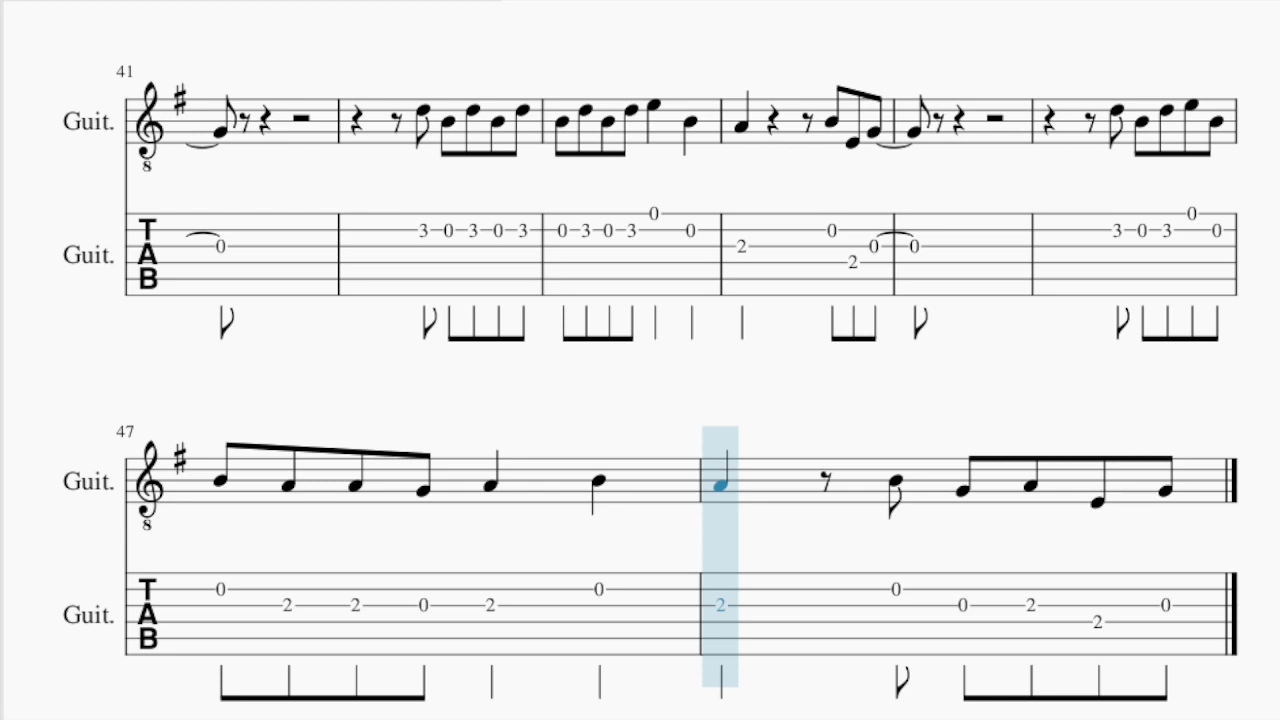 41
Guit.
8
Guit.
T
A
B
0
3 0 3 0 3
0 3 0 3 0 0
2 0 2 0
0
3 0 3 0 0
47
Guit.
8
Guit.
T
A
B
0 2 2 0 2 0
2 0 0 2 2 0